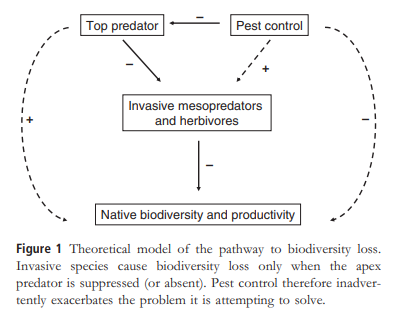 Top predator
–
Pest control
–
+
+
–
Invasive mesopredators
and herbivores
–
Native biodiversity and productivity
Figure 1 Theoretical model of the pathway to biodiversity loss.
Invasive species cause biodiversity loss only when the apex
predator is suppressed (or absent). Pest control therefore inadver-
tently exacerbates the problem it is attempting to solve.